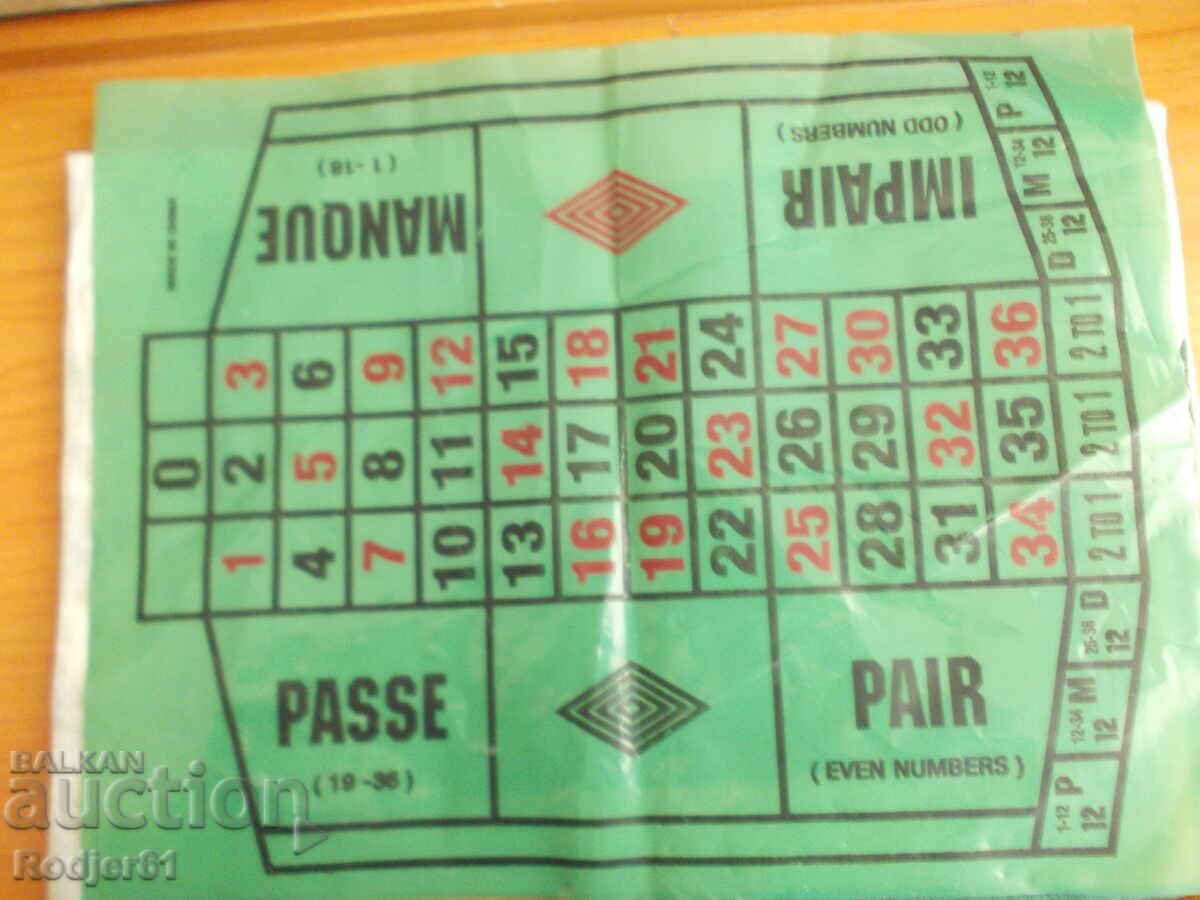 MANQUE
(1-18)
IMPAIR
(ODD NUMBERS)
1-12
P 12
12-34
M 12
25-36
D 12
3 6 9 12 15 18 21 24 27 30 33 36 2 TO 1
0 2 5 8 11 14 17 20 23 26 29 32 35 2 TO 1
1 4 7 10 13 16 19 22 25 28 31 34 2 TO 1
PASSE
(19-36)
PAIR
(EVEN NUMBERS)
25-36
D 12
12-34
M 12
1-12
P 12
BALKAN
auction
Rodjer61